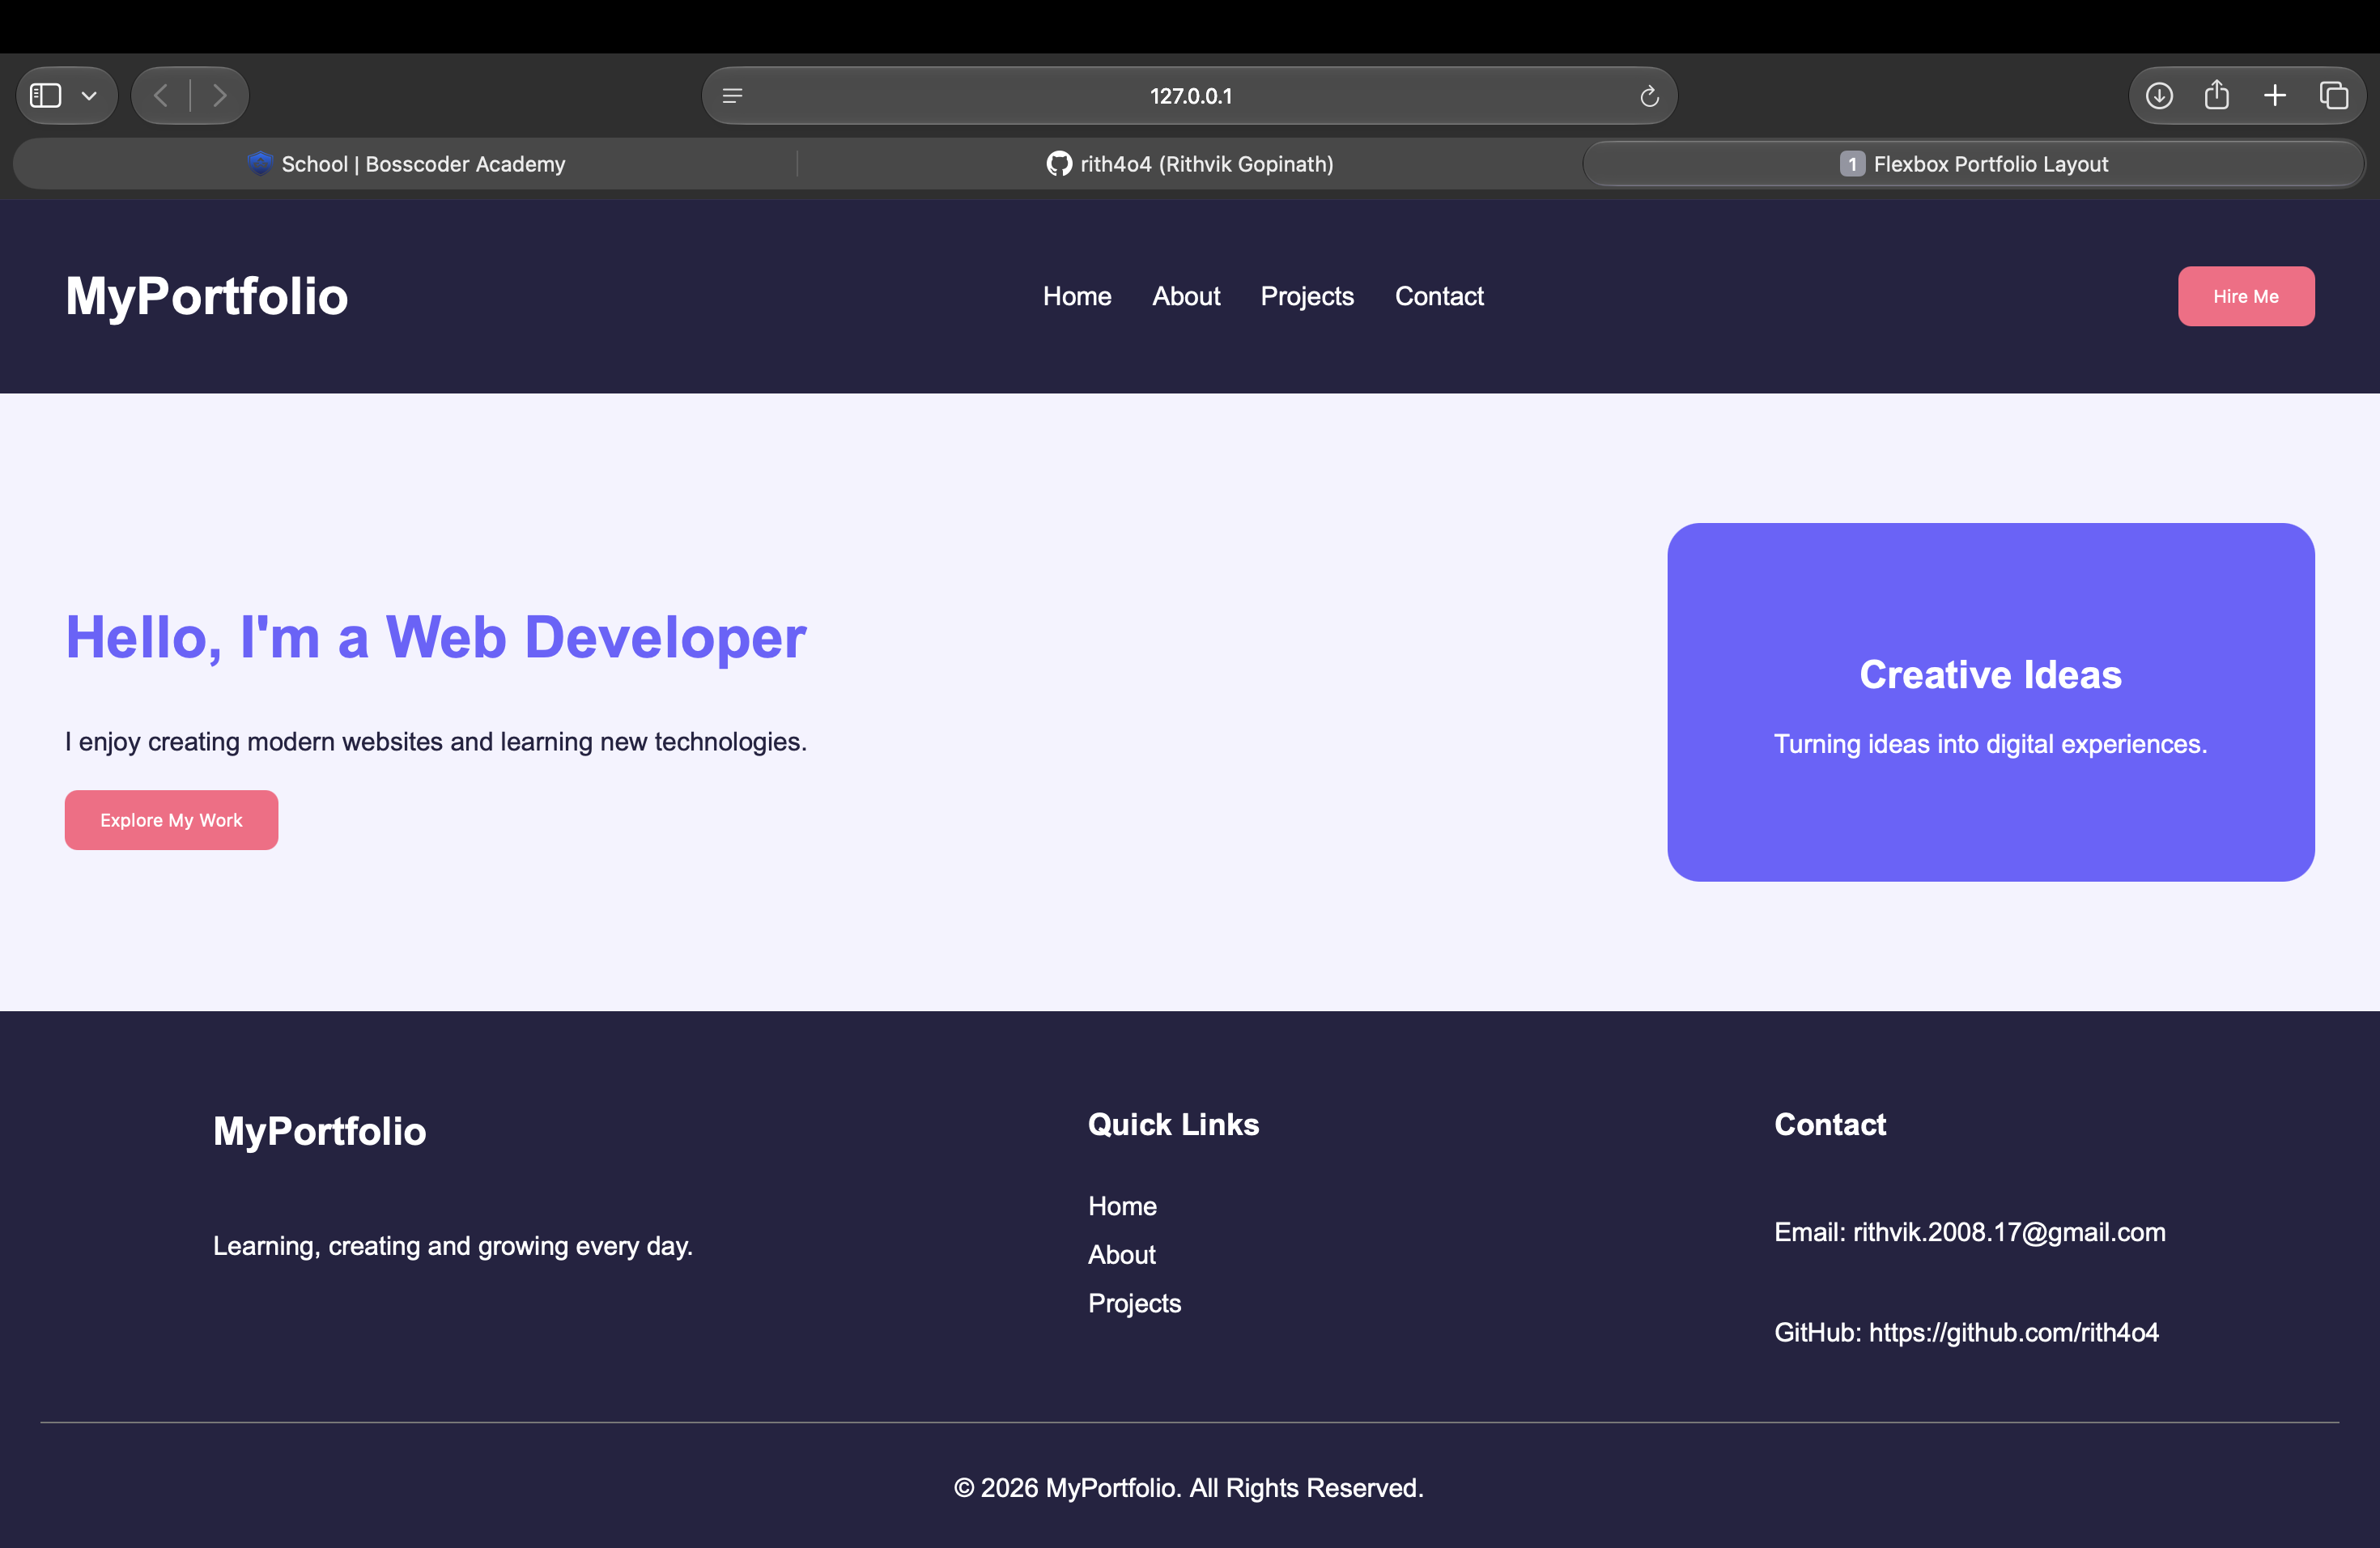 127.0.0.1
School | Bosscoder Academy
rith4o4 (Rithvik Gopinath)
1 Flexbox Portfolio Layout
MyPortfolio
Home About Projects Contact
Hire Me
Hello, I'm a Web Developer
I enjoy creating modern websites and learning new technologies.
Explore My Work
Creative Ideas
Turning ideas into digital experiences.
MyPortfolio
Learning, creating and growing every day.
Quick Links
Home
About
Projects
Contact
Email: rithvik.2008.17@gmail.com
GitHub: https://github.com/rith4o4
© 2026 MyPortfolio. All Rights Reserved.